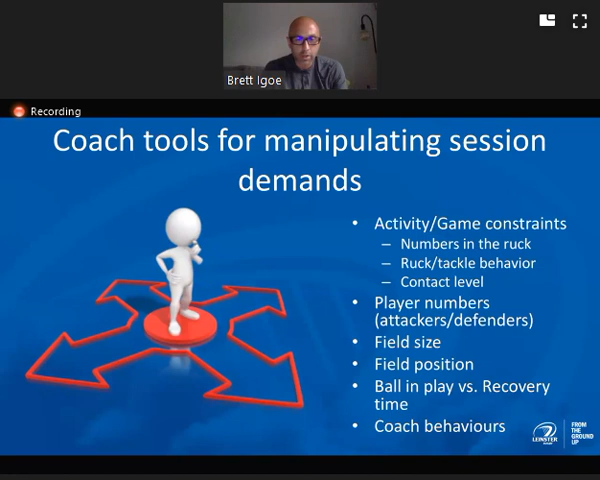 Brett Igoe
Recording
Coach tools for manipulating session
demands
• Activity/Game constraints
– Numbers in the ruck
– Ruck/tackle behavior
– Contact level
• Player numbers
(attackers/defenders)
• Field size
• Field position
• Ball in play vs. Recovery
time
• Coach behaviours
LEINSTER
FROM
THE
GROUND
UP